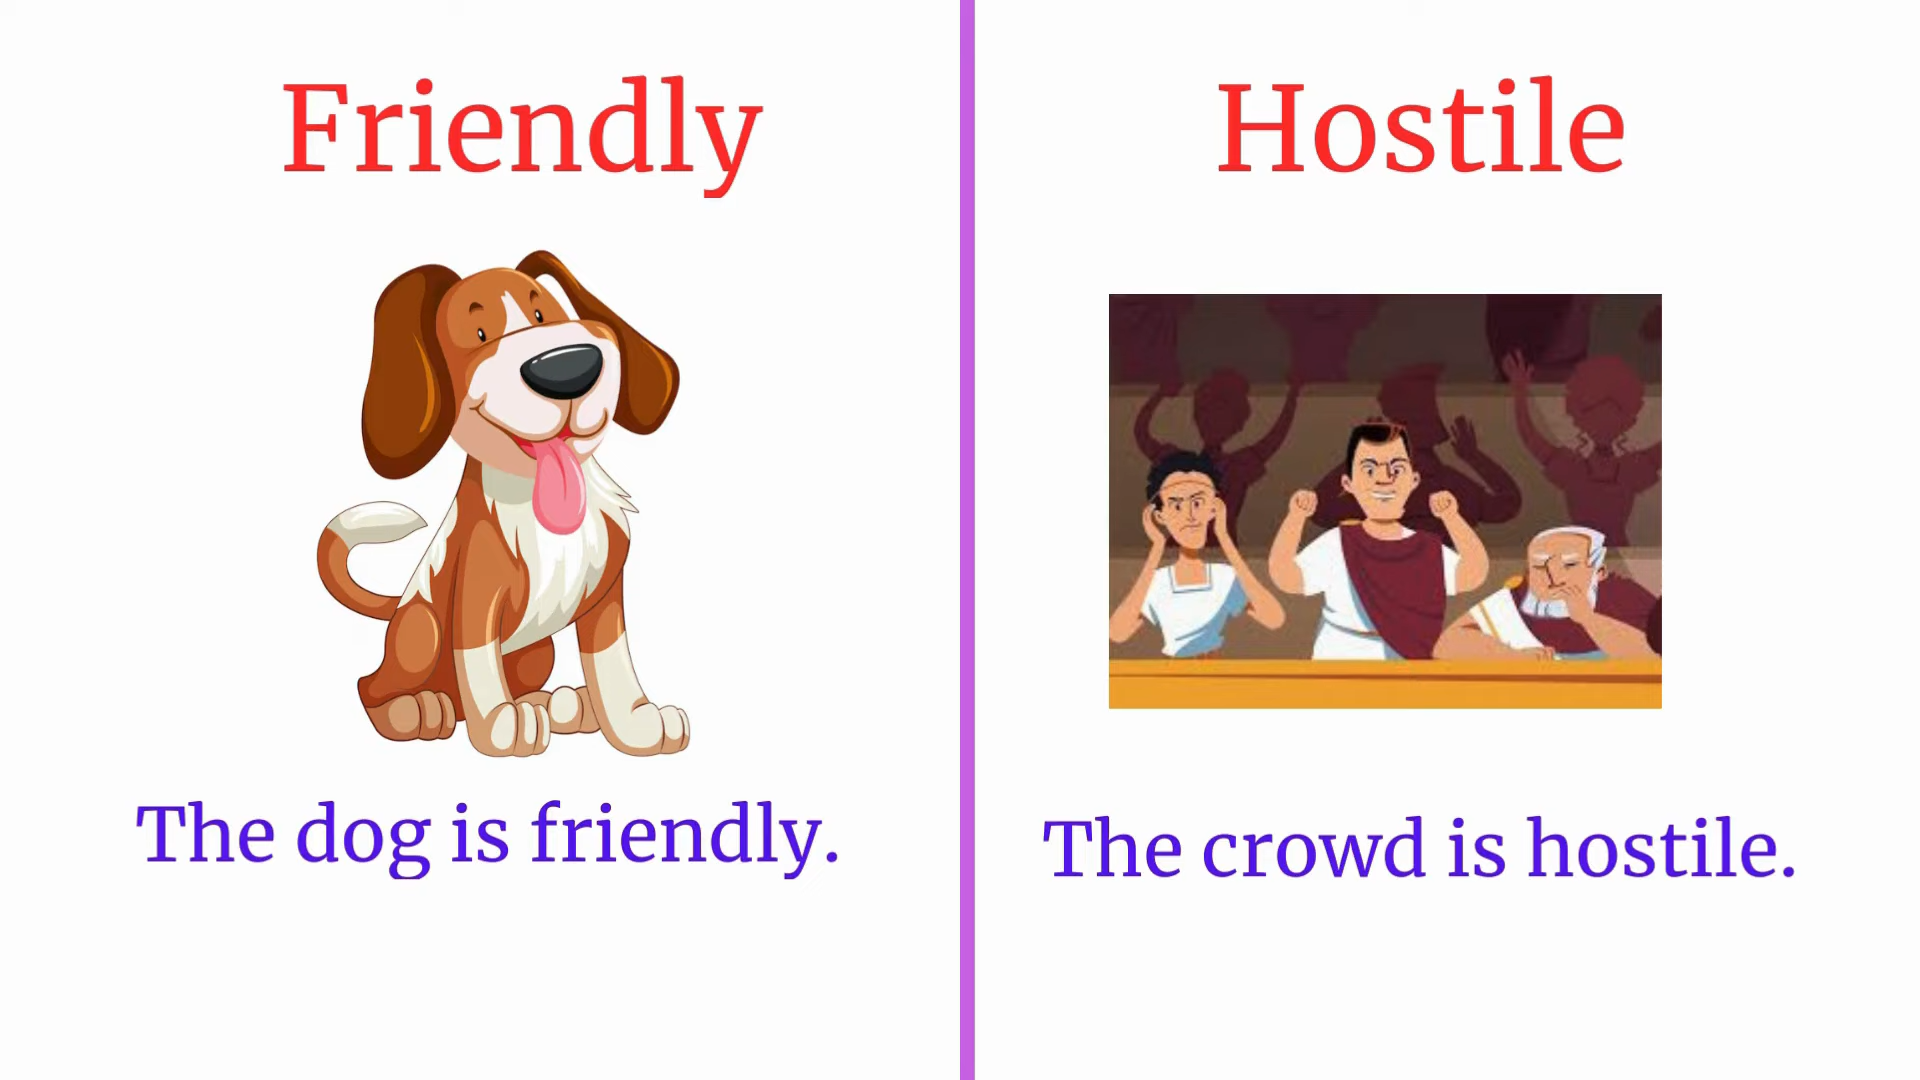 Friendly
The dog is friendly.
Hostile
The crowd is hostile.